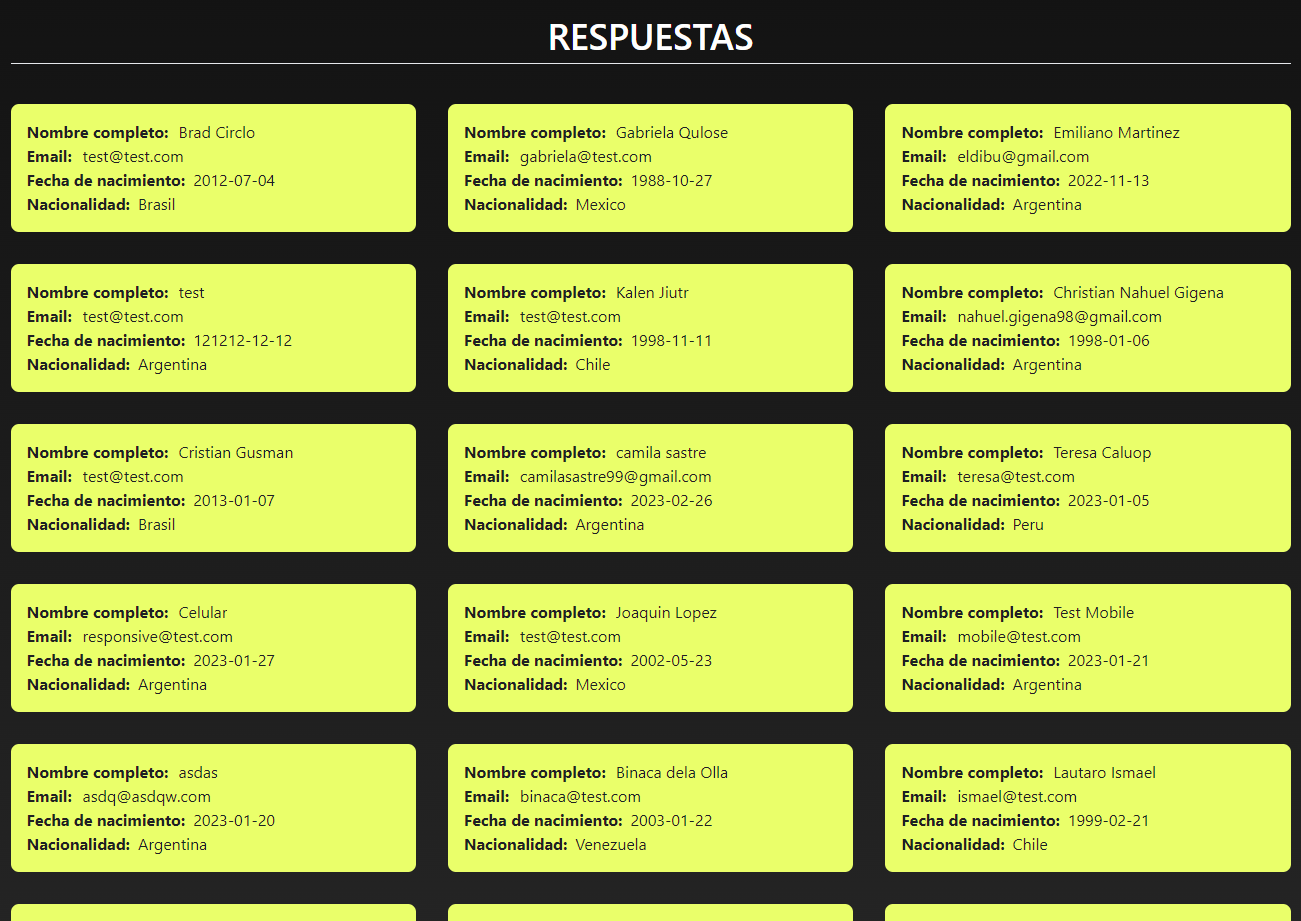 RESPUESTAS
Nombre completo: Brad Circlo
Email: test@test.com
Fecha de nacimiento: 2012-07-04
Nacionalidad: Brasil
Nombre completo: Gabriela Qulose
Email: gabriela@test.com
Fecha de nacimiento: 1988-10-27
Nacionalidad: Mexico
Nombre completo: Emiliano Martinez
Email: eldibu@gmail.com
Fecha de nacimiento: 2022-11-13
Nacionalidad: Argentina
Nombre completo: test
Email: test@test.com
Fecha de nacimiento: 121212-12-12
Nacionalidad: Argentina
Nombre completo: Kalen Jiutr
Email: test@test.com
Fecha de nacimiento: 1998-11-11
Nacionalidad: Chile
Nombre completo: Christian Nahuel Gigena
Email: nahuel.gigena98@gmail.com
Fecha de nacimiento: 1998-01-06
Nacionalidad: Argentina
Nombre completo: Cristian Gusman
Email: test@test.com
Fecha de nacimiento: 2013-01-07
Nacionalidad: Brasil
Nombre completo: camila sastre
Email: camilasastre99@gmail.com
Fecha de nacimiento: 2023-02-26
Nacionalidad: Argentina
Nombre completo: Teresa Caluop
Email: teresa@test.com
Fecha de nacimiento: 2023-01-05
Nacionalidad: Peru
Nombre completo: Celular
Email: responsive@test.com
Fecha de nacimiento: 2023-01-27
Nacionalidad: Argentina
Nombre completo: Joaquin Lopez
Email: test@test.com
Fecha de nacimiento: 2002-05-23
Nacionalidad: Mexico
Nombre completo: Test Mobile
Email: mobile@test.com
Fecha de nacimiento: 2023-01-21
Nacionalidad: Argentina
Nombre completo: asdas
Email: asdq@asdqw.com
Fecha de nacimiento: 2023-01-20
Nacionalidad: Argentina
Nombre completo: Binaca dela Olla
Email: binaca@test.com
Fecha de nacimiento: 2003-01-22
Nacionalidad: Venezuela
Nombre completo: Lautaro Ismael
Email: ismael@test.com
Fecha de nacimiento: 1999-02-21
Nacionalidad: Chile